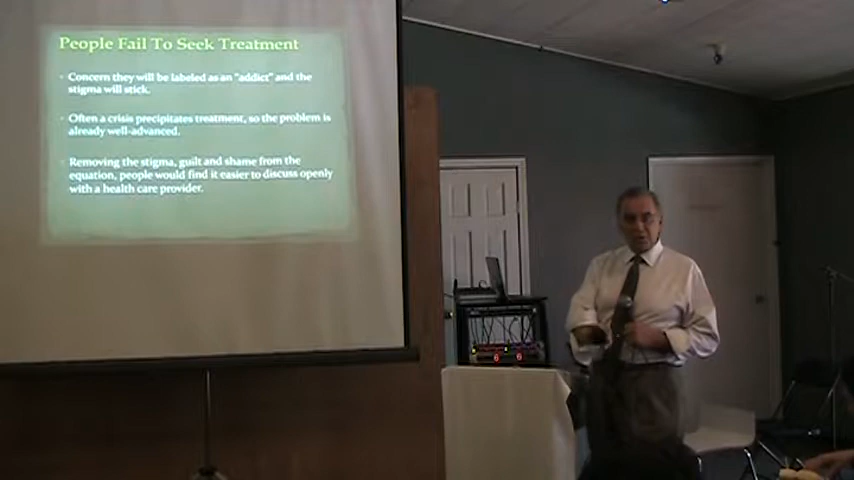 People Fail To Seek Treatment
Concern they will be labeled as an "addict" and the
stigma will stick.
Often a crisis precipitates treatment, so the problem is
already well-advanced.
Removing the stigma, guilt and shame from the
equation, people would find it easier to discuss openly
with a health care provider.
6 6